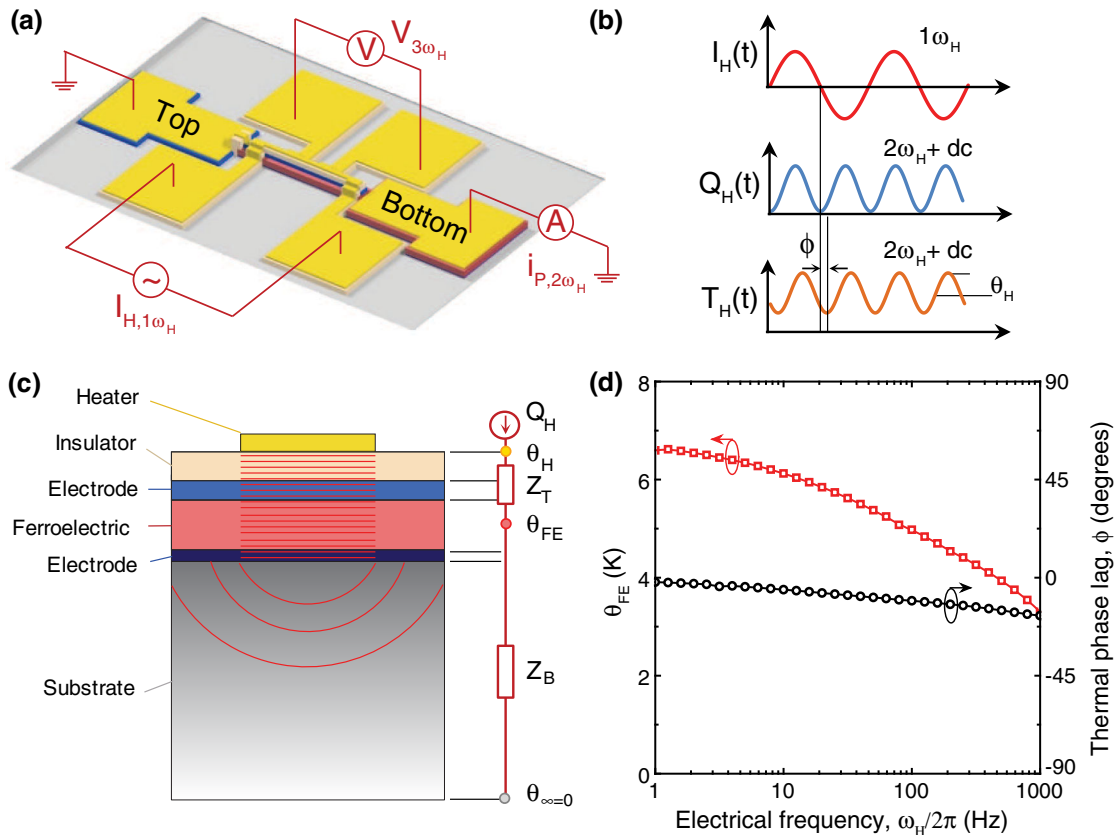 (a)
V3ωH
V
Top
Bottom
A
iP,2ωH
~
IH,1ωH
(b)
IH(t)
1ωH
2ωH + dc
QH(t)
ϕ
2ωH + dc
θH
TH(t)
(c)
Heater
QH
Insulator
θH
Electrode
ZT
Ferroelectric
θFE
Electrode
ZB
Substrate
θ∞=0
(d)
8
90
6
45
4
0
2
-45
0
-90
θFE (K)
Thermal phase lag, ϕ (degrees)
1
10
100
1000
Electrical frequency, ωH/2π (Hz)